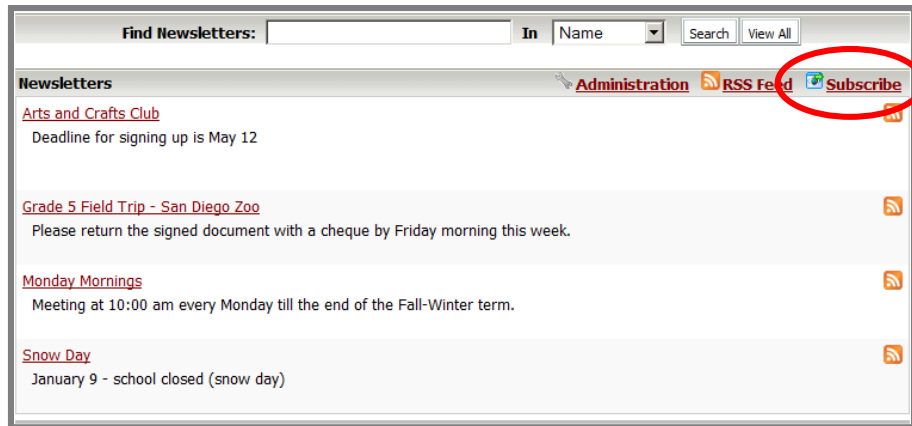 Find Newsletters: In Name Search View All
Newsletters Administration RSS Feed Subscribe
Arts and Crafts Club
Deadline for signing up is May 12
Grade 5 Field Trip - San Diego Zoo
Please return the signed document with a cheque by Friday morning this week.
Monday Mornings
Meeting at 10:00 am every Monday till the end of the Fall-Winter term.
Snow Day
January 9 - school closed (snow day)